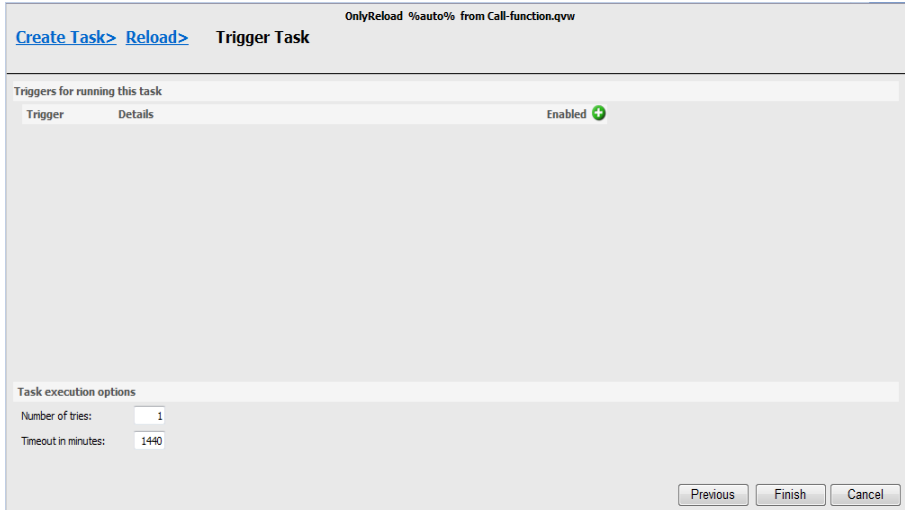 OnlyReload %auto% from Call-function.qvw
Create Task> Reload> Trigger Task
Triggers for running this task
Trigger Details Enabled
Task execution options
Number of tries: 1
Timeout in minutes: 1440
Previous Finish Cancel